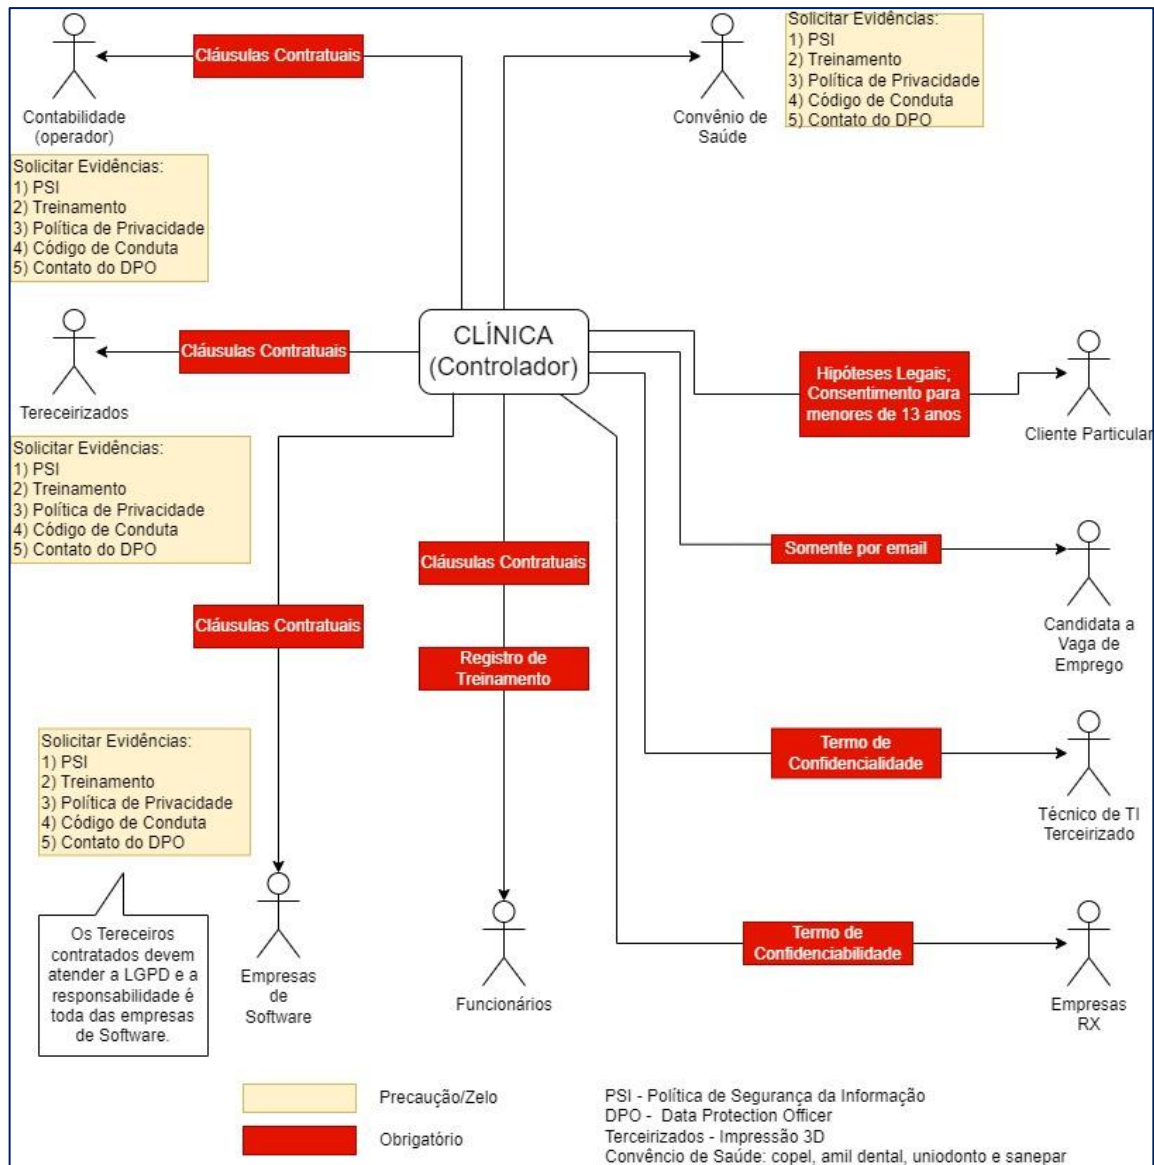 Cláusulas Contratuais
Contabilidade
(operador)
Solicitar Evidências:
1) PSI
2) Treinamento
3) Política de Privacidade
4) Código de Conduta
5) Contato do DPO
Convênio de
Saúde
Solicitar Evidências:
1) PSI
2) Treinamento
3) Política de Privacidade
4) Código de Conduta
5) Contato do DPO
CLÍNICA
(Controlador)
Cláusulas Contratuais
Tereceirizados
Solicitar Evidências:
1) PSI
2) Treinamento
3) Política de Privacidade
4) Código de Conduta
5) Contato do DPO
Hipóteses Legais;
Consentimento para
menores de 13 anos
Cliente Particular
Somente por email
Candidata a
Vaga de
Emprego
Cláusulas Contratuais
Cláusulas Contratuais
Registro de
Treinamento
Termo de
Confidencialidade
Técnico de TI
Terceirizado
Solicitar Evidências:
1) PSI
2) Treinamento
3) Política de Privacidade
4) Código de Conduta
5) Contato do DPO
Os Tereceiros
contratados devem
atender a LGPD e a
responsabilidade é
toda das empresas
de Software.
Empresas
de
Software
Funcionários
Termo de
Confidenciabilidade
Empresas
RX
Precaução/Zelo
Obrigatório
PSI - Política de Segurança da Informação
DPO - Data Protection Officer
Terceirizados - Impressão 3D
Convêncio de Saúde: copel, amil dental, uniodonto e sanepar